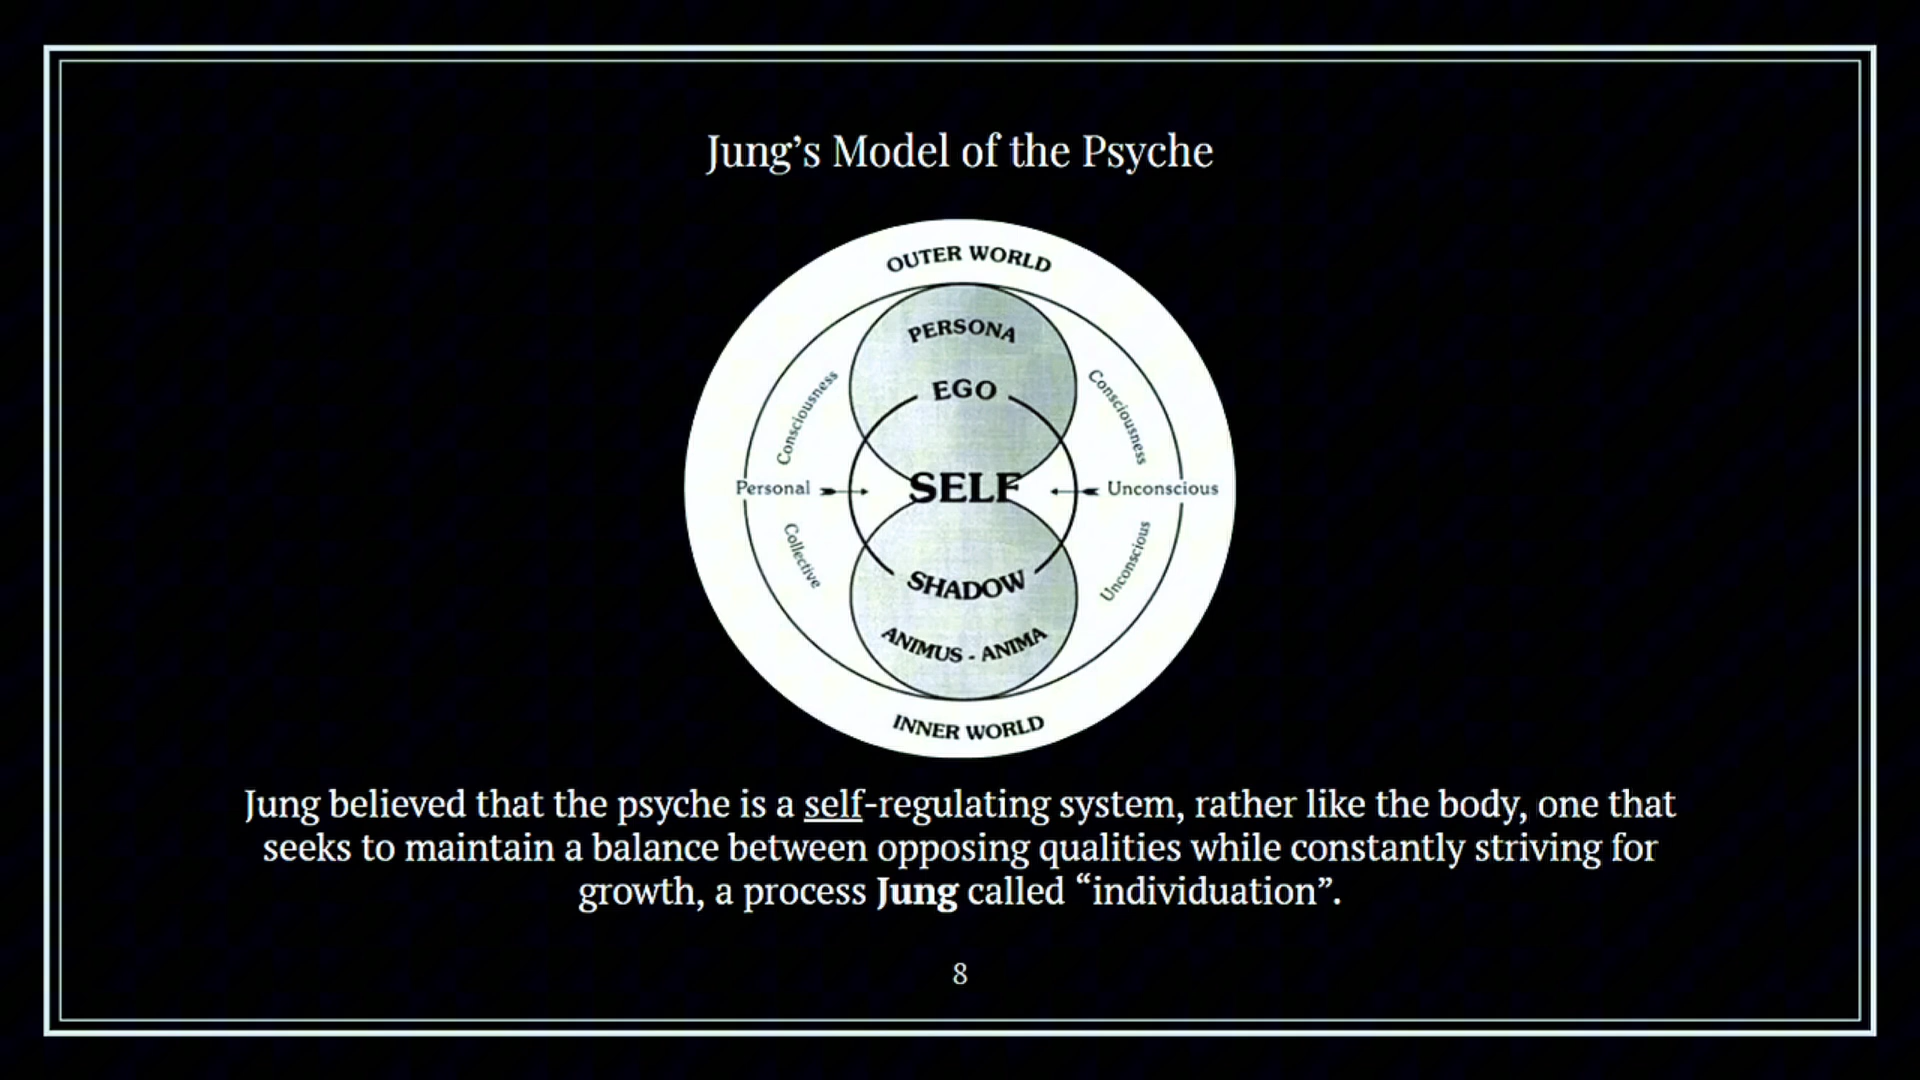 Jung’s Model of the Psyche
OUTER WORLD
PERSONA
EGO
Consciousness
Consciousness
Personal
SELF
Unconscious
Collective
Unconscious
SHADOW
ANIMUS - ANIMA
INNER WORLD
Jung believed that the psyche is a self-regulating system, rather like the body, one that
seeks to maintain a balance between opposing qualities while constantly striving for
growth, a process Jung called “individuation”.
8